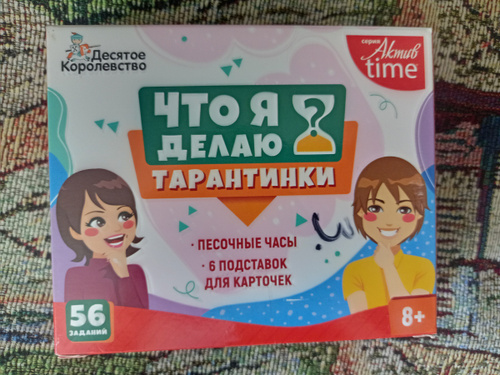 Десятое
Королевство
серия
Актив
time
ЧТО Я
ДЕЛАЮ
?
ТАРАНТИНКИ
· ПЕСОЧНЫЕ ЧАСЫ
· 6 ПОДСТАВОК
ДЛЯ КАРТОЧЕК
56
ЗАДАНИЙ
8+